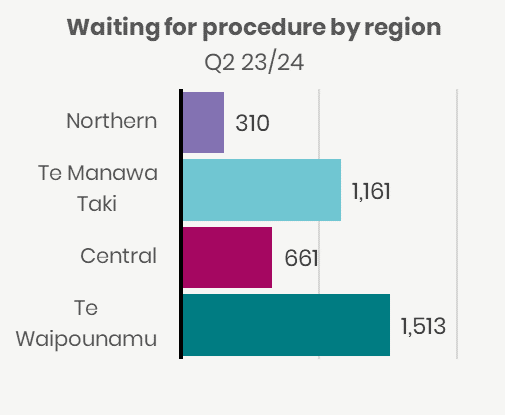 Waiting for procedure by region
Q2 23/24
Northern
310
Te Manawa
Taki
1,161
Central
661
Te
Waipounamu
1,513